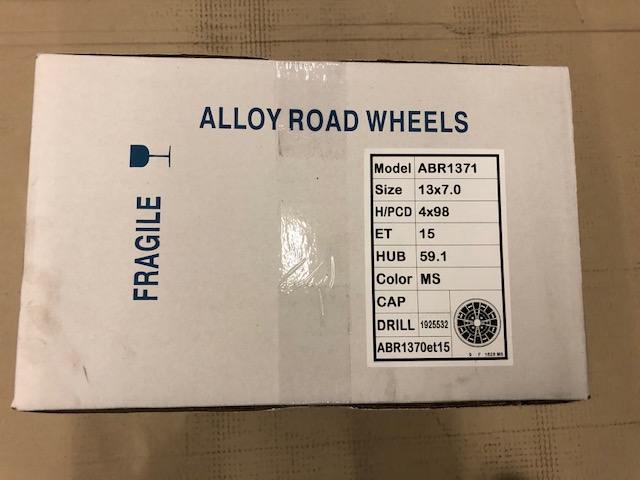 ALLOY ROAD WHEELS
FRAGILE
Model ABR1371
Size 13x7.0
H/PCD 4x98
ET 15
HUB 59.1
Color MS
CAP
DRILL 1925532
ABR1370et15